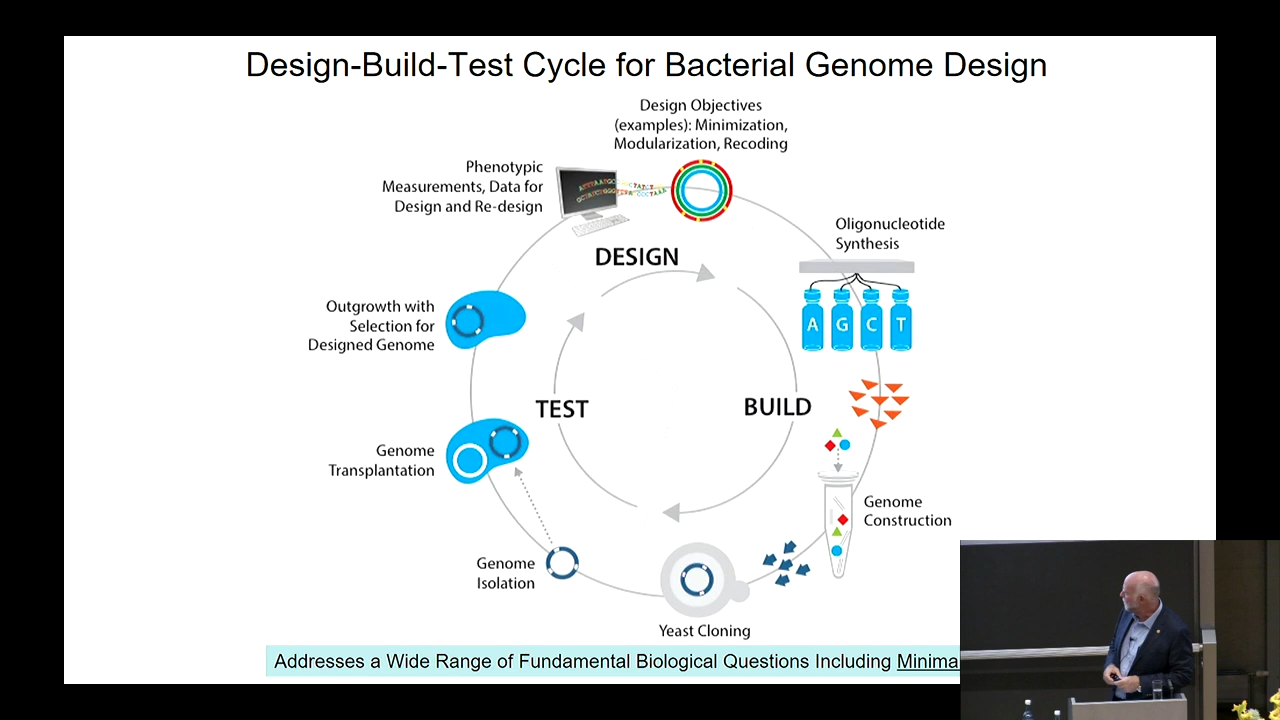 Design-Build-Test Cycle for Bacterial Genome Design
Design Objectives
(examples): Minimization,
Modularization, Recoding
Phenotypic
Measurements, Data for
Design and Re-design
Oligonucleotide
Synthesis
DESIGN
A G C T
Outgrowth with
Selection for
Designed Genome
TEST
BUILD
Genome
Transplantation
Genome
Construction
Genome
Isolation
Yeast Cloning
Addresses a Wide Range of Fundamental Biological Questions Including Minima